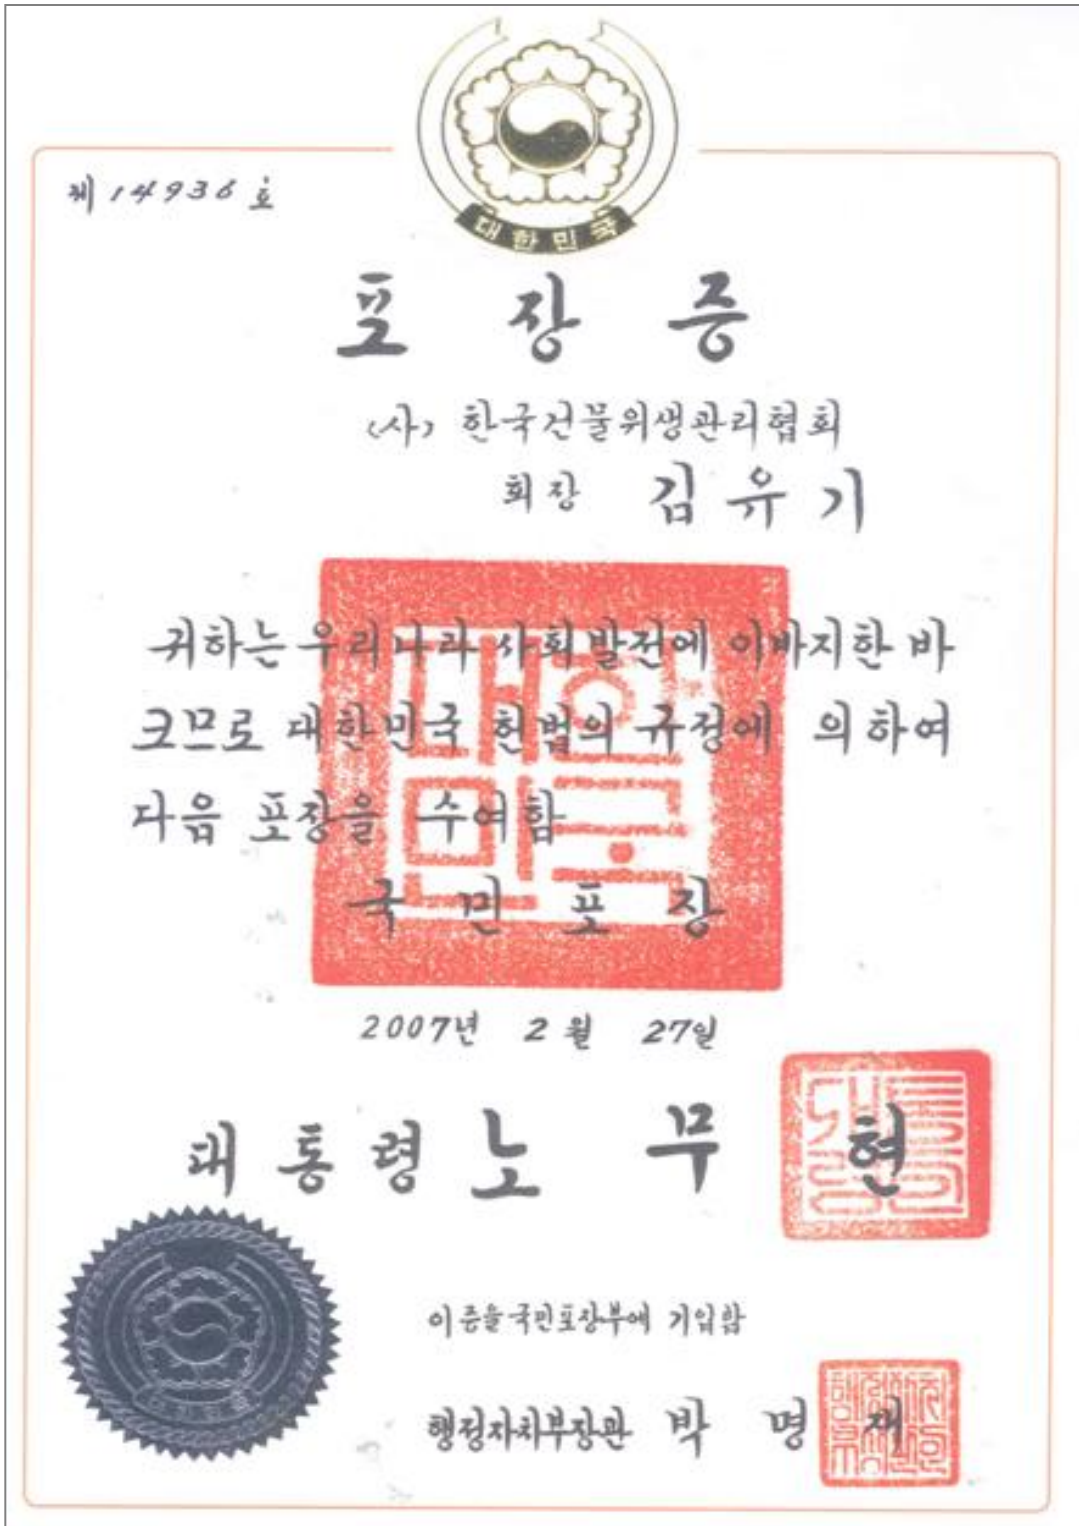 대한민국
제 14936 호
포장증
(사) 한국건물위생관리협회
회장 김유기
귀하는 우리나라 사회발전에 이바지한 바
크므로 대한민국 헌법의 규정에 의하여
다음 포장을 수여함
국민포장
2007년 2월 27일
대통령 노무현
이 증을 국민포장부에 기입함
행정자치부장관 박명재